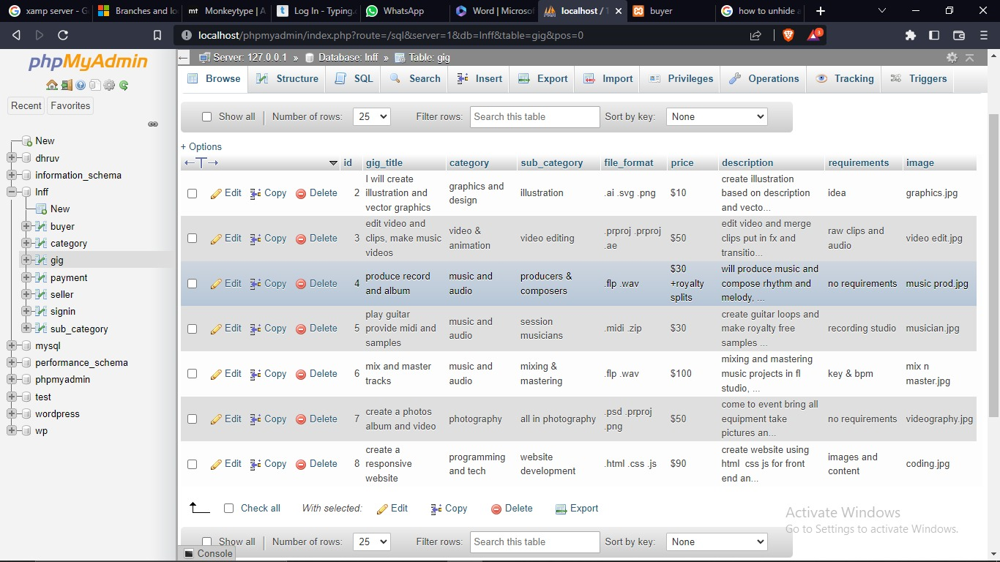 xamp server - G
Branches and lo
Monkeytype | A
Log In - Typing.c
WhatsApp
Word | Microsof
localhost / 1
buyer
how to unhide a
localhost/phpmyadmin/index.php?route=/sql&server=1&db=lnff&table=gig&pos=0
3
phpMyAdmin
Recent Favorites
New
dhruv
information_schema
lnff
New
buyer
category
gig
payment
seller
signin
sub_category
mysql
performance_schema
phpmyadmin
test
wordpress
wp
Server: 127.0.0.1 » Database: lnff » Table: gig
Browse Structure SQL Search Insert Export Import Privileges Operations Tracking Triggers
Show all Number of rows: 25 Filter rows: Search this table Sort by key: None
+ Options
←T→ id gig_title category sub_category file_format price description requirements image
Edit Copy Delete 2
I will create
illustration and
vector graphics
graphics and
design
illustration
.ai .svg .png
$10
create illustration
based on description
and vecto...
idea
graphics.jpg
Edit Copy Delete 3
edit video and
clips, make music
videos
video &
animation
video editing
.prproj .prproj
.ae
$50
edit video and merge
clips put in fx and
transitio...
raw clips and
audio
video edit.jpg
Edit Copy Delete 4
produce record
and album
music and
audio
producers &
composers
.flp .wav
$30
+royalty
splits
will produce music and
compose rhythm and
melody, ...
no requirements
music prod.jpg
Edit Copy Delete 5
play guitar
provide midi and
samples
music and
audio
session
musicians
.midi .zip
$30
create guitar loops and
make royalty free
samples ...
recording studio
musician.jpg
Edit Copy Delete 6
mix and master
tracks
music and
audio
mixing &
mastering
.flp .wav
$100
mixing and mastering
music projects in fl
studio, ...
key & bpm
mix n
master.jpg
Edit Copy Delete 7
create a photos
album and video
photography
all in photography
.psd .prproj
.png
$50
come to event bring all
equipment take
pictures an...
no requirements
videography.jpg
Edit Copy Delete 8
create a
responsive
website
programming
and tech
website
development
.html .css .js
$90
create website using
html css js for front
end an...
images and
content
coding.jpg
Check all With selected: Edit Copy Delete Export
Activate Windows
Go to Settings to activate Windows.
Show all Number of rows: 25 Filter rows: Search this table Sort by key: None
Console